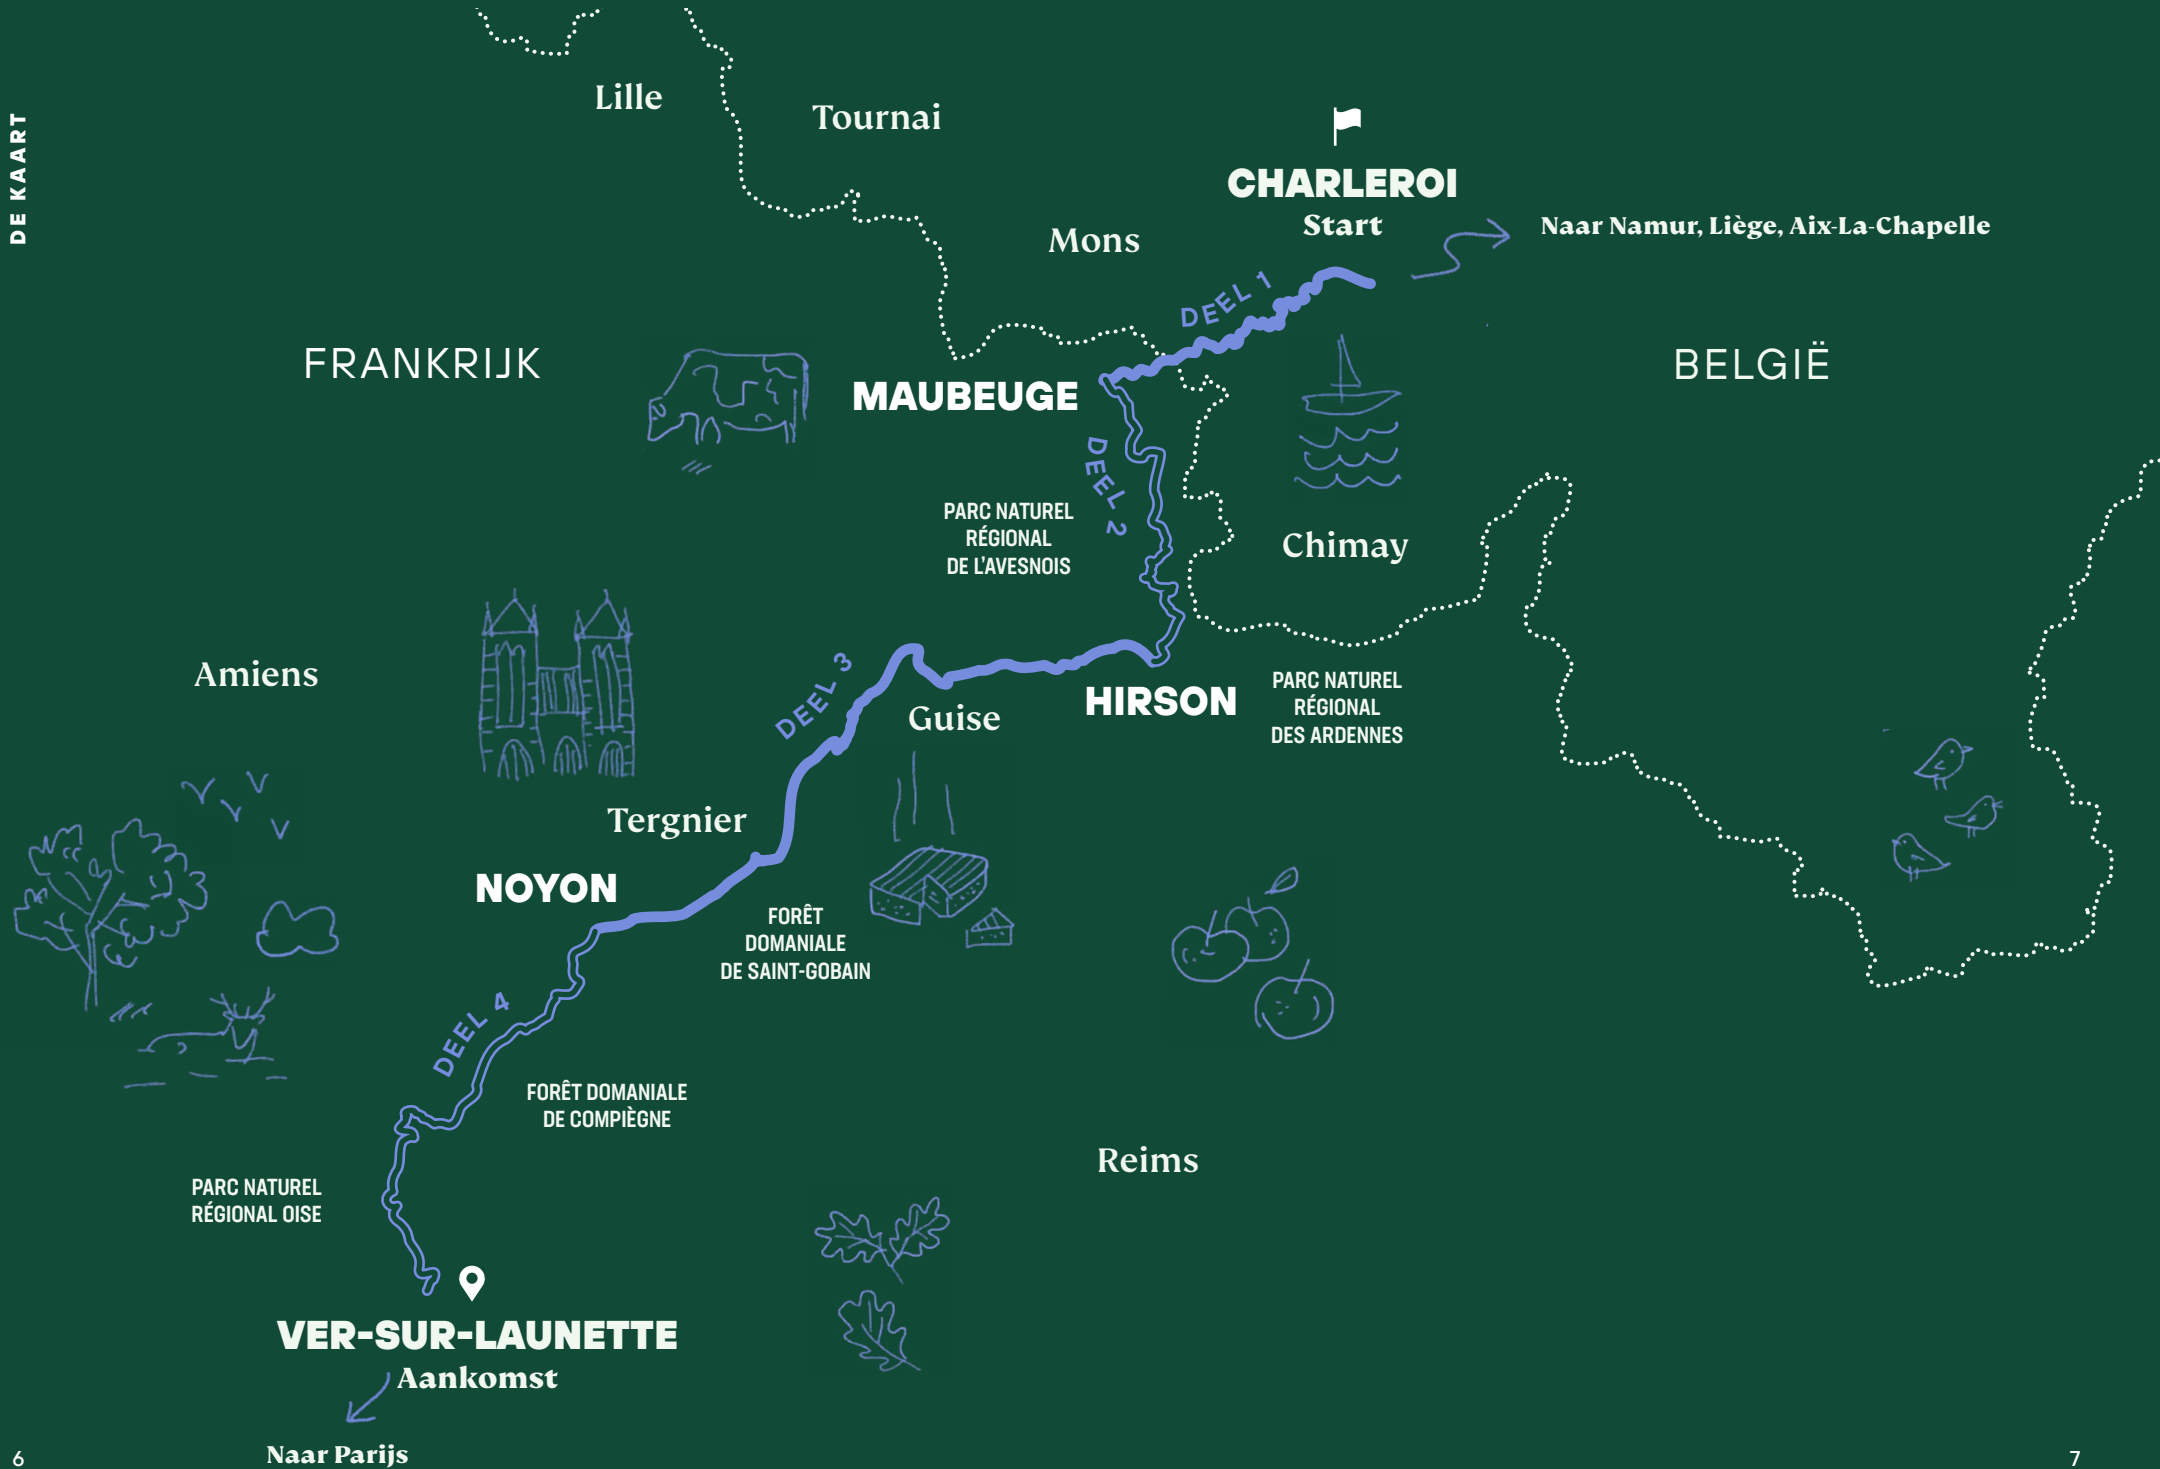 DE KAART
Lille
Tournai
CHARLEROI
Start
Naar Namur, Liège, Aix-La-Chapelle
Mons
DEEL 1
FRANKRIJK
BELGIË
MAUBEUGE
DEEL 2
PARC NATUREL
RÉGIONAL
DE L'AVESNOIS
Chimay
Amiens
DEEL 3
HIRSON
PARC NATUREL
RÉGIONAL
DES ARDENNES
Guise
Tergnier
NOYON
FORÊT
DOMANIALE
DE SAINT-GOBAIN
DEEL 4
FORÊT DOMANIALE
DE COMPIÈGNE
Reims
PARC NATUREL
RÉGIONAL OISE
VER-SUR-LAUNETTE
Aankomst
Naar Parijs
6
7